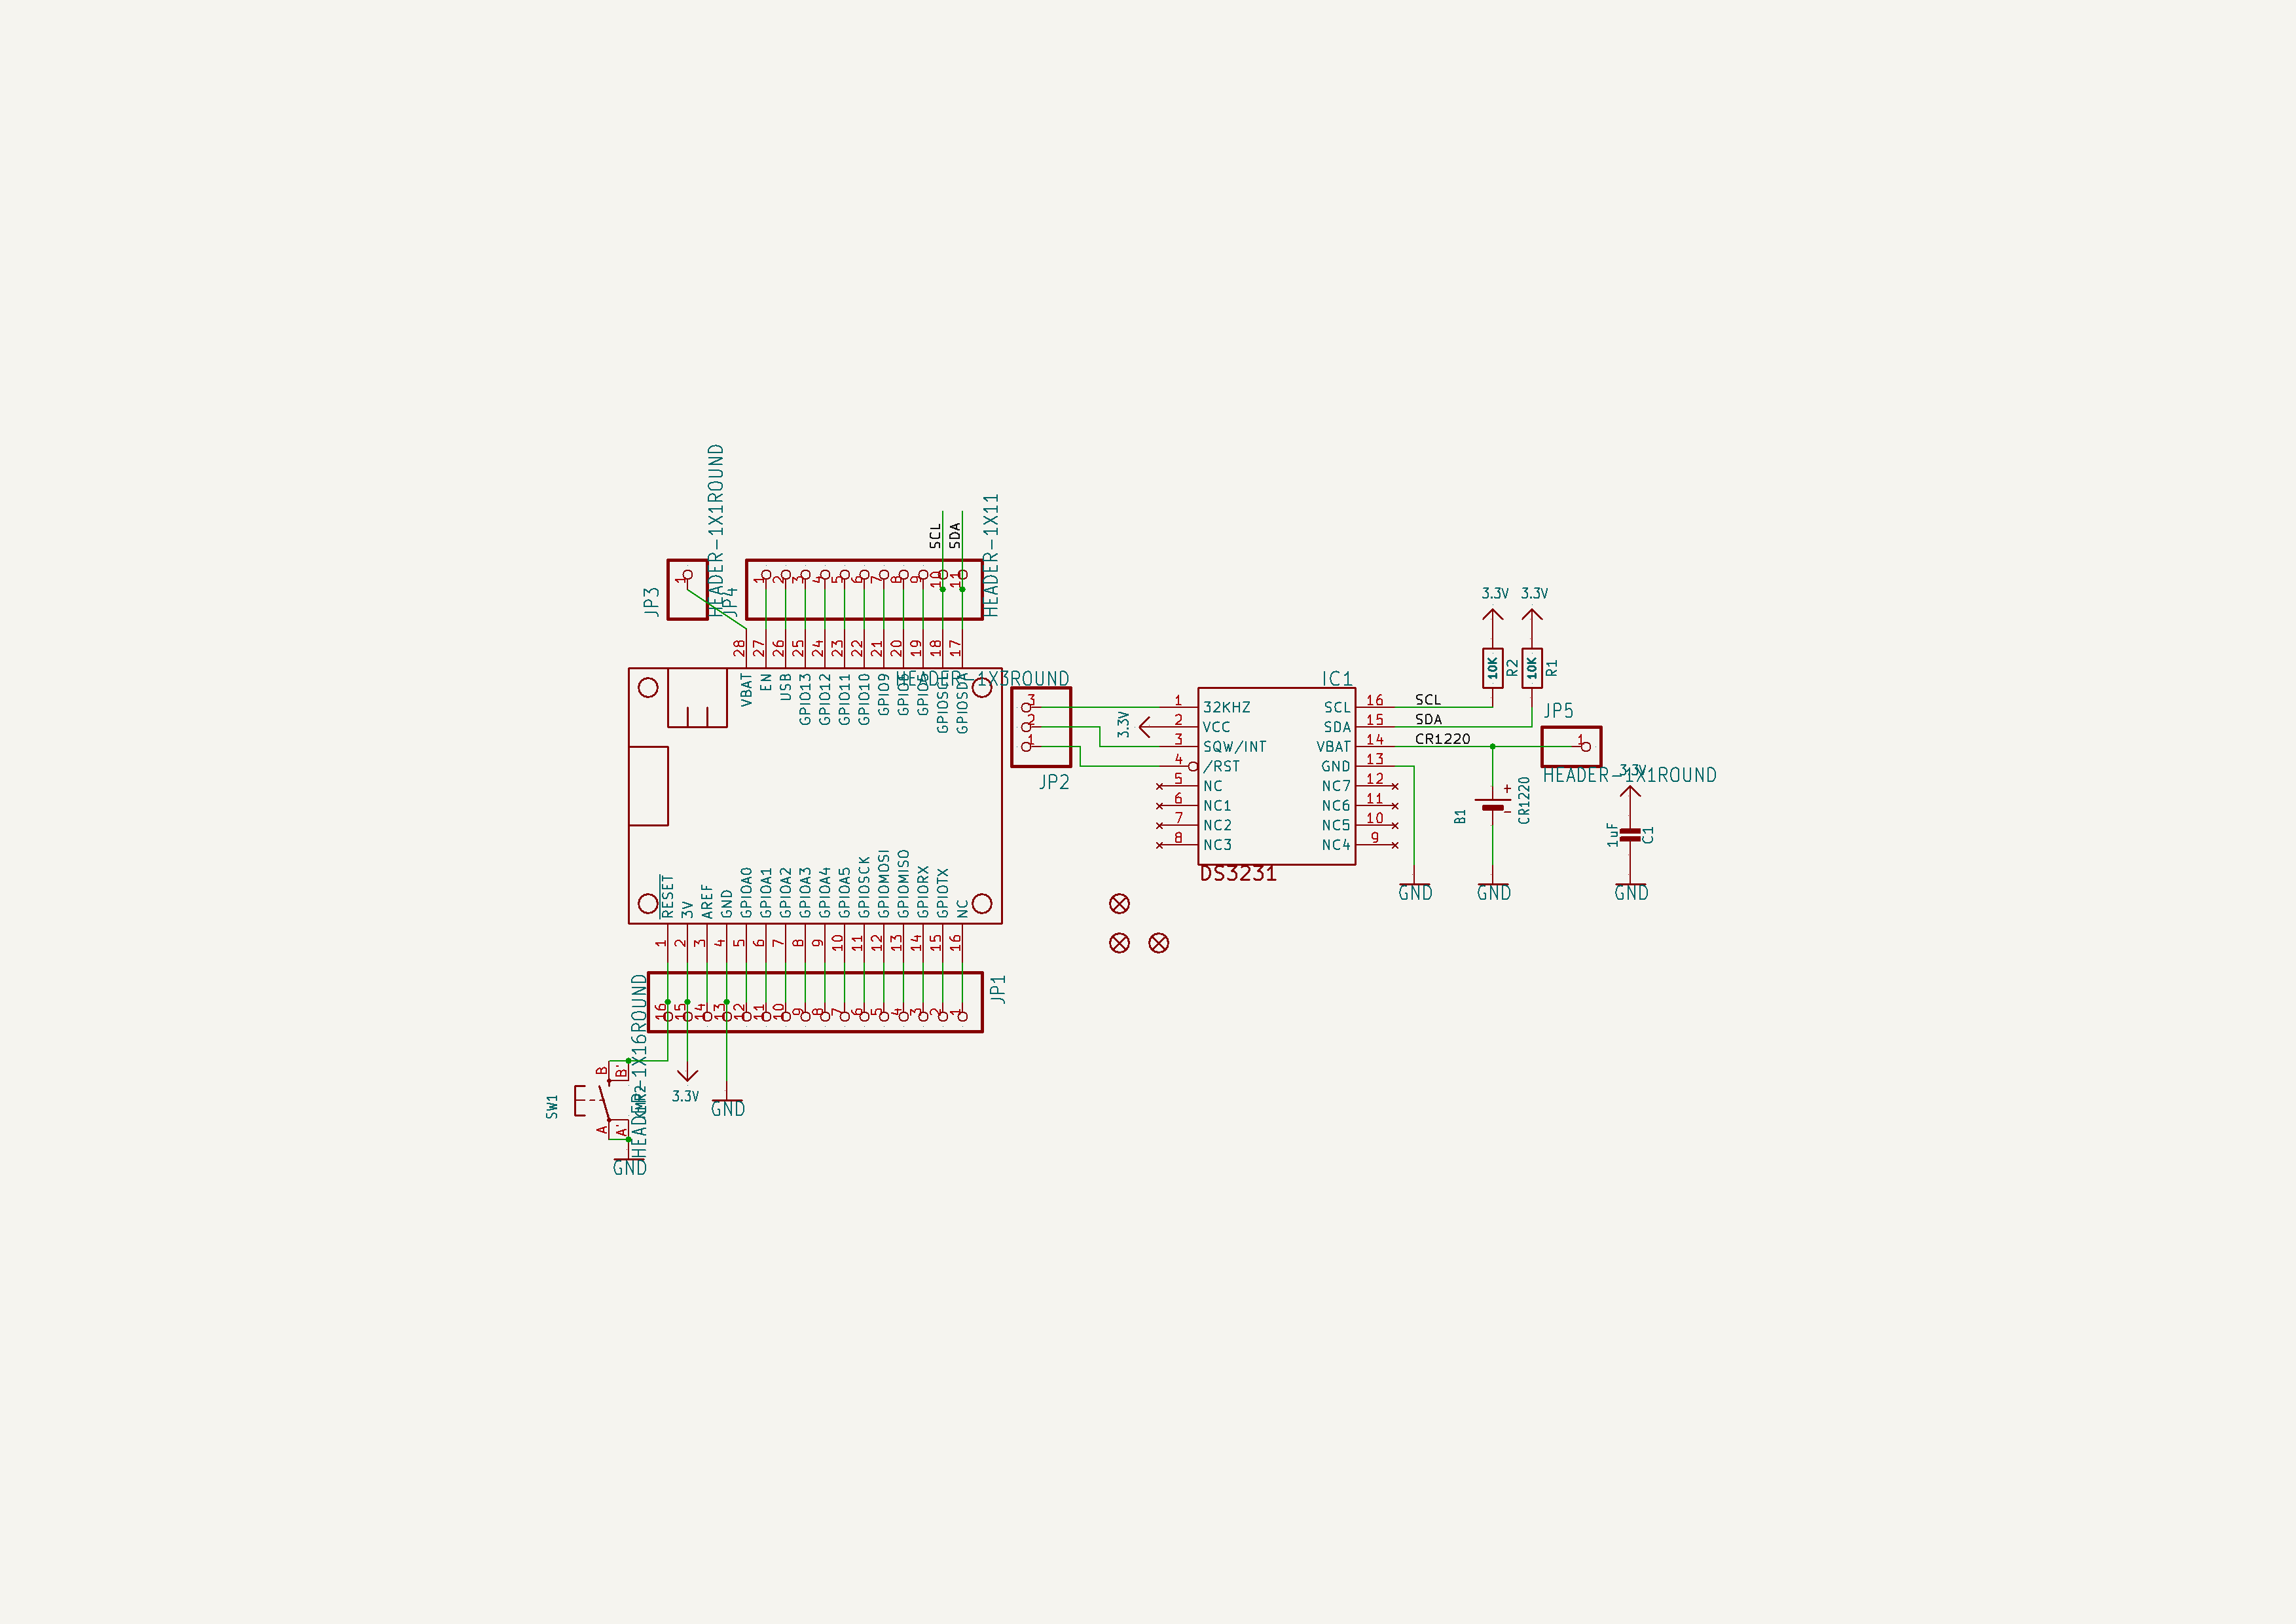 HEADER-1X1ROUND
JP3
1
HEADER-1X11
JP4
SCL
SDA
1
2
3
4
5
6
7
8
9
10
11
28
27
26
25
24
23
22
21
20
19
18
17
VBAT
EN
USB
GPIO13
GPIO12
GPIO11
GPIO10
GPIO9
GPIO6
GPIO5
GPIOSCL
GPIOSDA
RESET
3V
AREF
GND
GPIOA0
GPIOA1
GPIOA2
GPIOA3
GPIOA4
GPIOA5
GPIOSCK
GPIOMOSI
GPIOMISO
GPIORX
GPIOTX
NC
1
2
3
4
5
6
7
8
9
10
11
12
13
14
15
16
16
15
14
13
12
11
10
9
8
7
6
5
4
3
2
1
JP1
HEADER-1X16ROUND
SW1
KMR2
B
B'
A
A'
GND
3.3V
GND
HEADER-1X3ROUND
3
2
1
JP2
3.3V
IC1
1
2
3
4
5
6
7
8
32KHZ
VCC
SQW/INT
/RST
NC
NC1
NC2
NC3
SCL
SDA
VBAT
GND
NC7
NC6
NC5
NC4
16
15
14
13
12
11
10
9
DS3231
SCL
SDA
CR1220
3.3V
3.3V
10K
R2
10K
R1
JP5
1
HEADER-1X1ROUND
B1
+
-
CR1220
3.3V
1uF
C1
GND
GND
GND